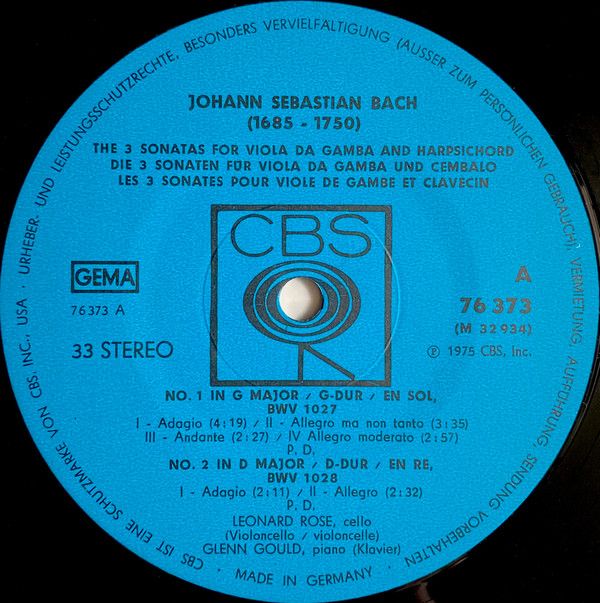 JOHANN SEBASTIAN BACH
(1685 - 1750)
THE 3 SONATAS FOR VIOLA DA GAMBA AND HARPSICHORD
DIE 3 SONATEN FÜR VIOLA DA GAMBA UND CEMBALO
LES 3 SONATES POUR VIOLE DE GAMBE ET CLAVECIN
CBS
GEMA
76373 A
33 STEREO
A
76 373
(M 32 934)
℗ 1975 CBS, Inc.
NO. 1 IN G MAJOR / G-DUR / EN SOL,
BWV 1027
I - Adagio (4:19) / II - Allegro ma non tanto (3:35)
III - Andante (2:27) / IV Allegro moderato (2:57)
P. D.
NO. 2 IN D MAJOR / D-DUR / EN RE,
BWV 1028
I - Adagio (2:11) / II - Allegro (2:32)
P. D.
LEONARD ROSE, cello
(Violoncello / violoncelle)
GLENN GOULD, piano (Klavier)
CBS IST EINE SCHUTZMARKE VON CBS. INC., USA · URHEBER- UND LEISTUNGSSCHUTZRECHTE, BESONDERS VERVIELFÄLTIGUNG (AUSSER ZUM PERSÖNLICHEN GEBRAUCH), VERMIETUNG, AUFFÜHRUNG, SENDUNG VORBEHALTEN
· MADE IN GERMANY ·